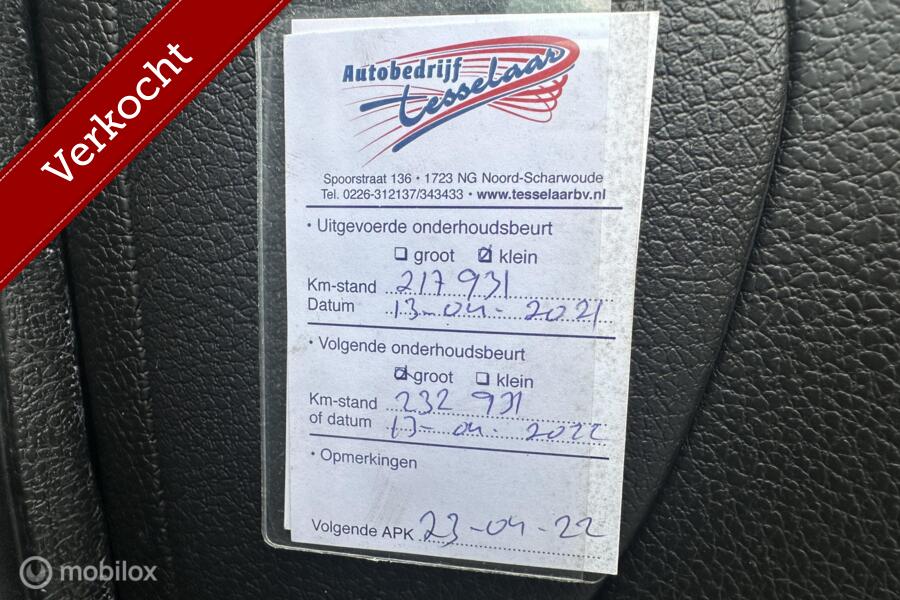 Verkocht
Autobedrijf
tesselaar
Spoorstraat 136 • 1723 NG Noord-Scharwoude
Tel. 0226-312137/343433 • www.tesselaarbv.nl
• Uitgevoerde onderhoudsbeurt
groot klein
Km-stand 217 931
Datum 13-04-2021
• Volgende onderhoudsbeurt
groot klein
Km-stand 232 931
of datum 13-04-2022
• Opmerkingen
Volgende APK 23-04-22
mobilox